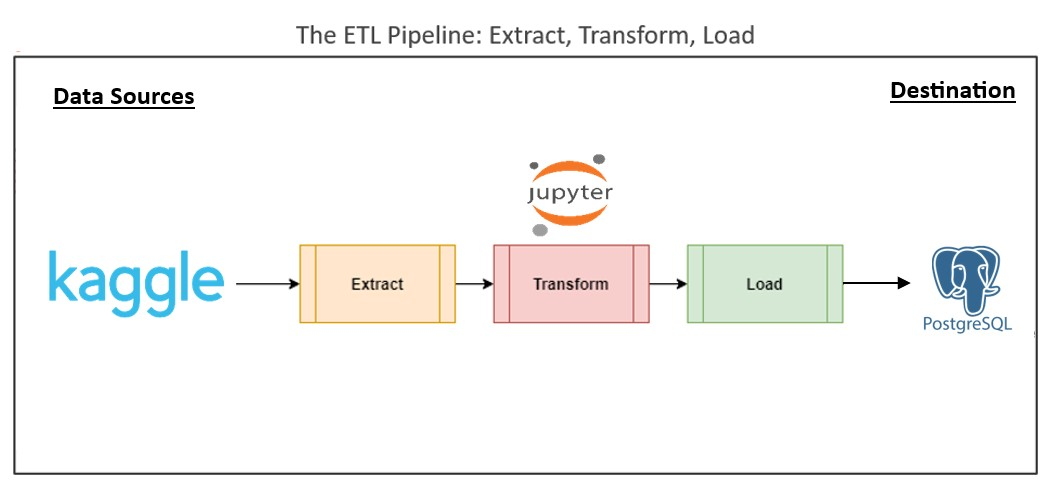 The ETL Pipeline: Extract, Transform, Load
Data Sources
Destination
jupyter
kaggle
Extract
Transform
Load
PostgreSQL